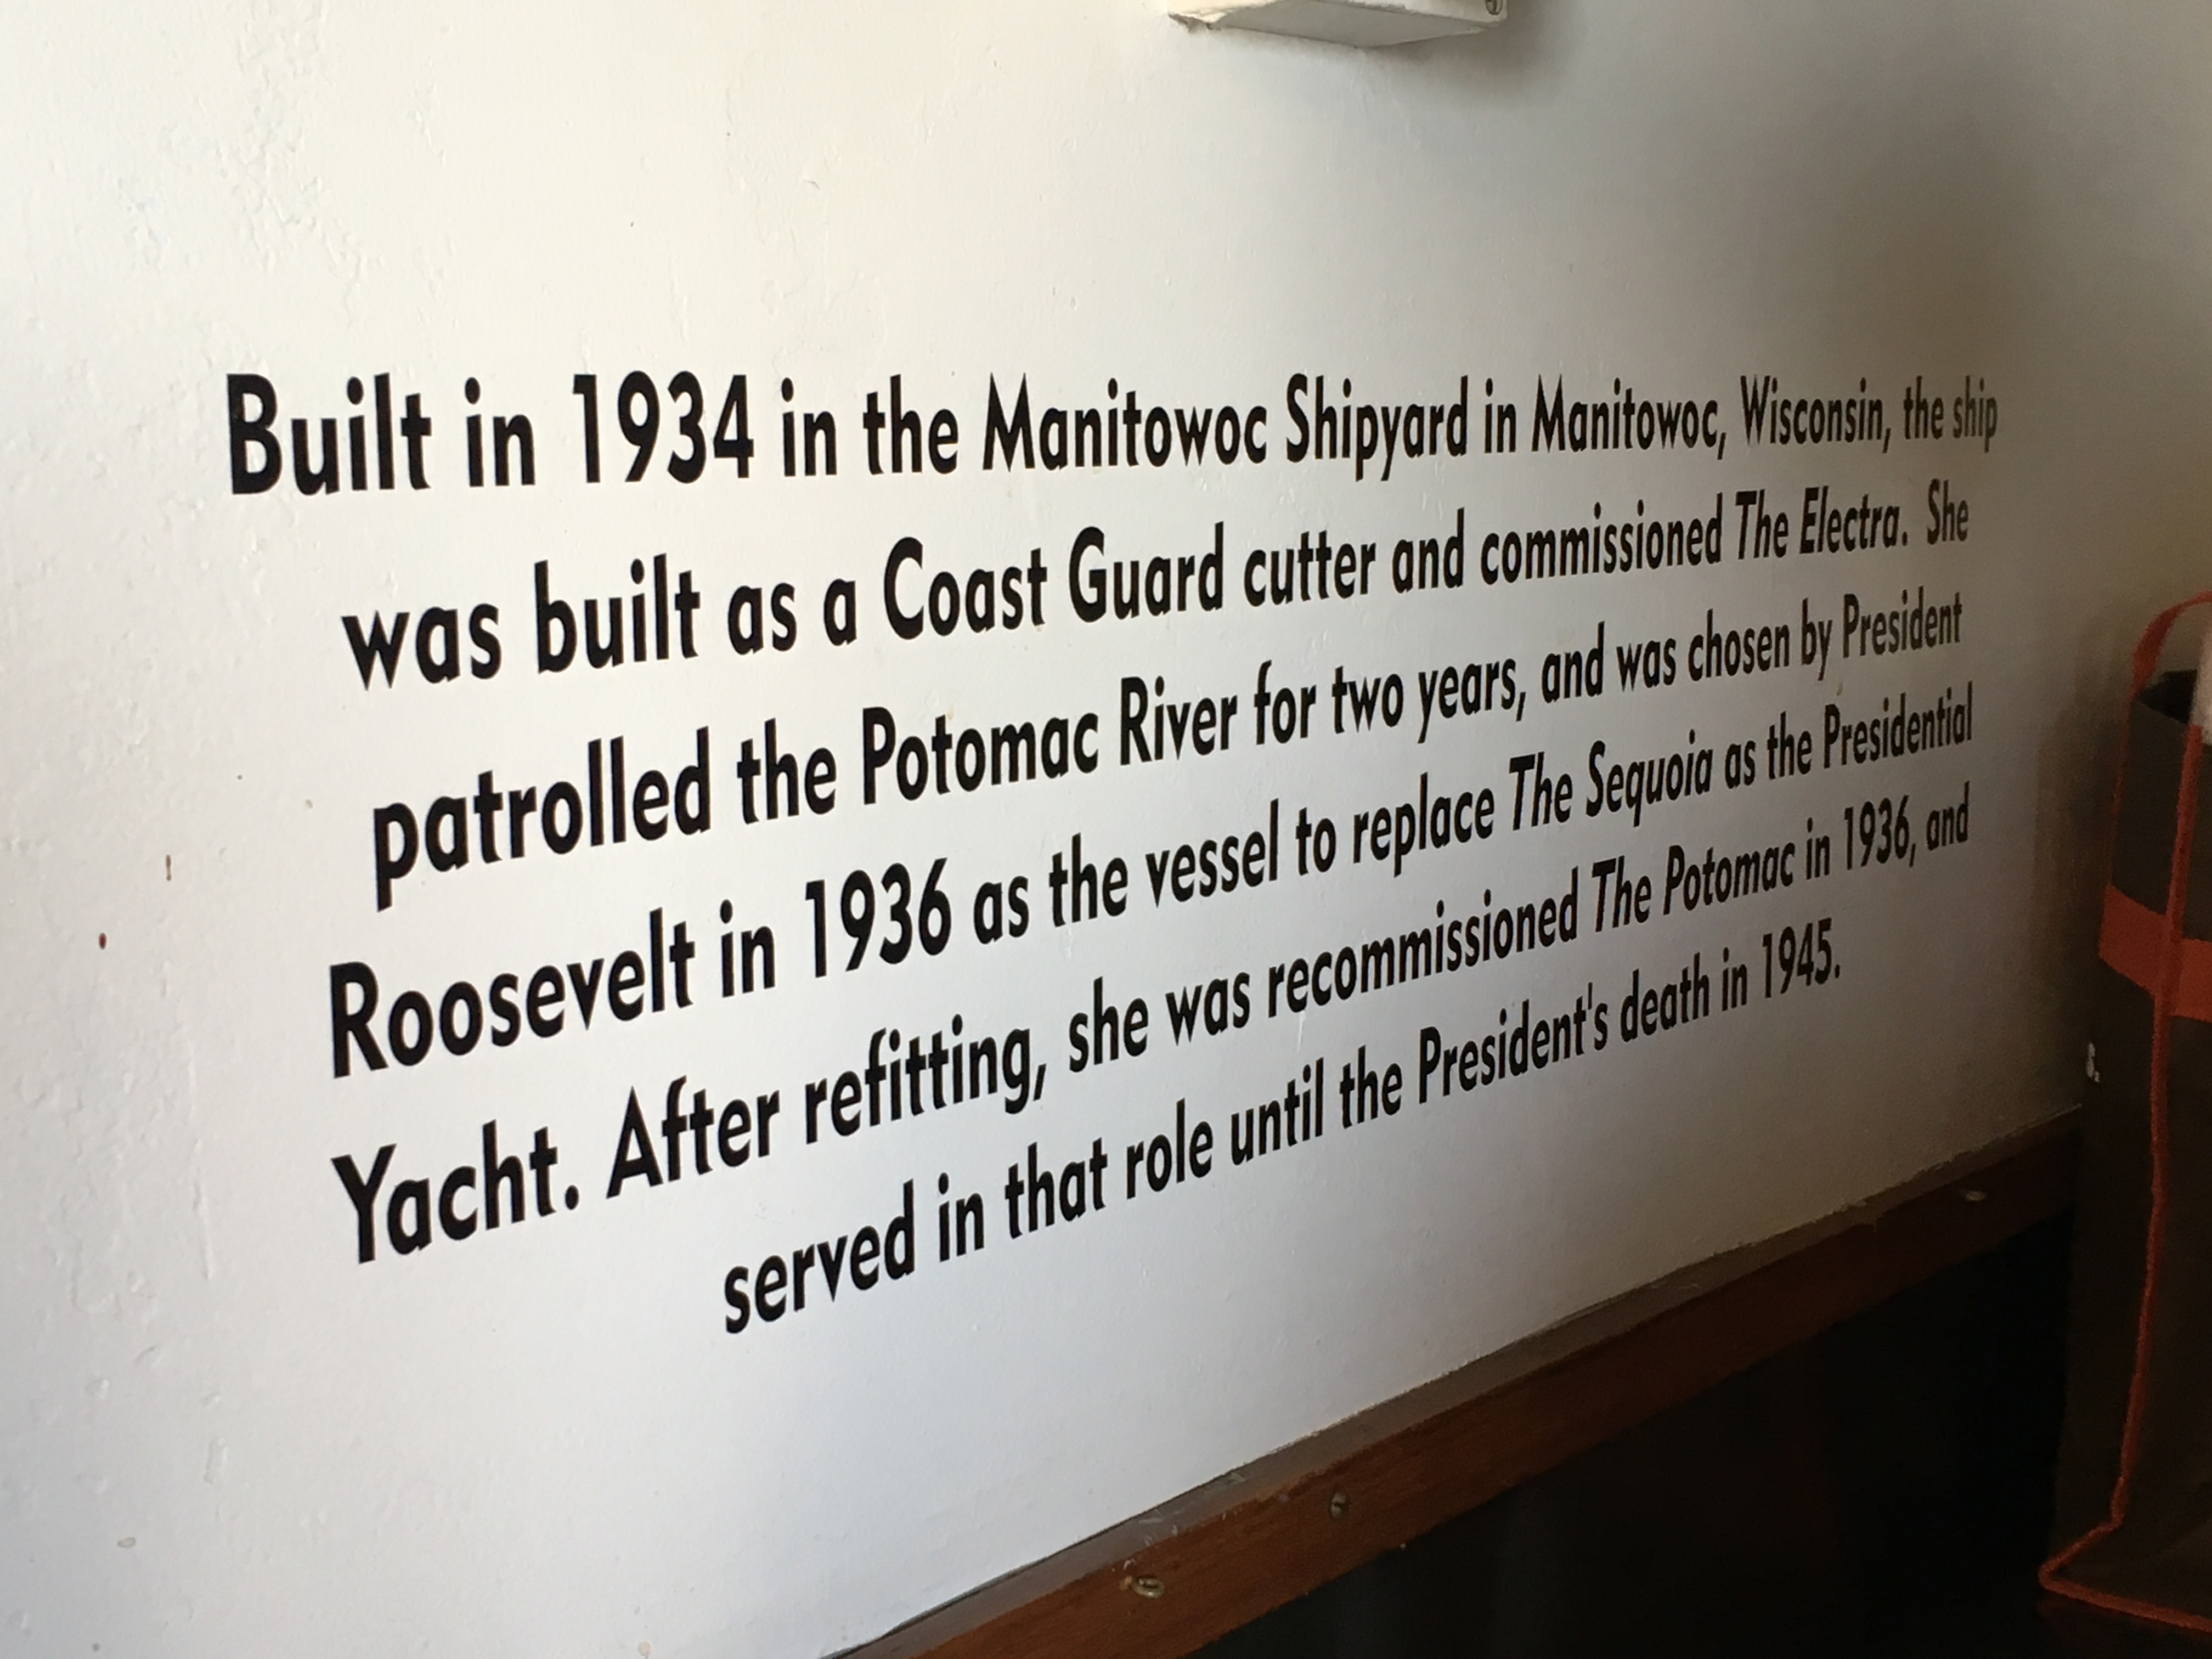 Built in 1934 in the Manitowoc Shipyard in Manitowoc, Wisconsin, the ship
was built as a Coast Guard cutter and commissioned The Electra. She
patrolled the Potomac River for two years, and was chosen by President
Roosevelt in 1936 as the vessel to replace The Sequoia as the Presidential
Yacht. After refitting, she was recommissioned The Potomac in 1936, and
served in that role until the President's death in 1945.